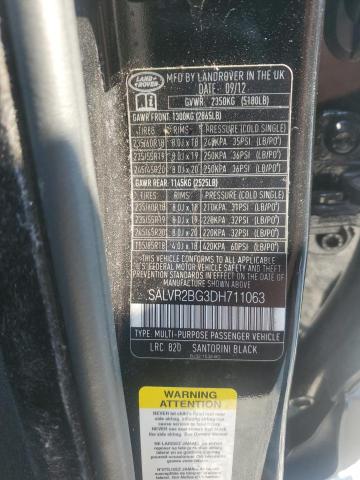 LAND ROVER
MFD BY LANDROVER IN THE UK
DATE: 09/12
GVWR 2350KG (5180LB)
GAWR FRONT: 1300KG (2865LB)
TIRES RIMS PRESSURE (COLD SINGLE)
235/60R18 8.0J x 18 240KPA 35PSI (LB/PO²)
235/55R19 8.0J x 19 250KPA 36PSI (LB/PO²)
245/45R20 8.0J x 20 250KPA 36PSI (LB/PO²)
GAWR REAR: 1145KG (2525LB)
TIRES RIMS PRESSURE (COLD SINGLE)
235/60R18 8.0J x 18 210KPA 31PSI (LB/PO²)
235/55R19 8.0J x 19 220KPA 32PSI (LB/PO²)
245/45R20 8.0J x 20 220KPA 32PSI (LB/PO²)
4.0J x 18 420KPA 60PSI (LB/PO²)
THIS VEHICLE CONFORMS TO ALL APPLICABLE
U.S. FEDERAL MOTOR VEHICLE SAFETY AND
THEFT PREVENTION STANDARDS IN EFFECT ON THE
DATE OF MANUFACTURE SHOWN ABOVE.
SALVR2BG3DH711063
TYPE: MULTI-PURPOSE PASSENGER VEHICLE
LRC 820 SANTORINI BLACK
WARNING
ATTENTION